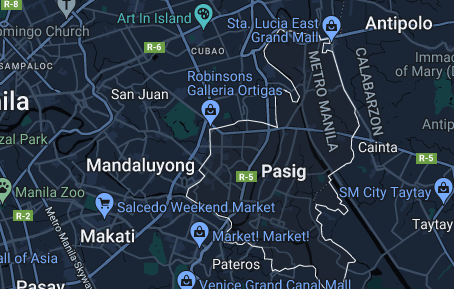 R-8
Art In Island
Sta. Lucia East
Grand Mall
Antipolo
omingo Church
R-6
CUBAO
METRO MANILA
CALABARZON
Immac
of Mary (D
SAMPALOC
Robinsons
Galleria Ortigas
San Juan
ila
zal Park
Antip
Cainta
Mandaluyong
R-5
Pasig
R-5
Manila Zoo
SM City Taytay
R-2
Salcedo Weekend Market
Taytay
Metro Manila Skyway
Makati
Market! Market!
all of Asia
Pateros
Pasay
Venice Grand Canal Mall